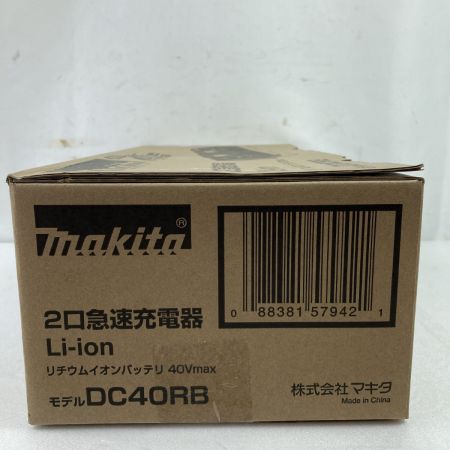 makita®
2口急速充電器
Li-ion
リチウムイオンバッテリ 40Vmax
モデルDC40RB
0 88381 57942 1
株式会社マキタ
Made in China